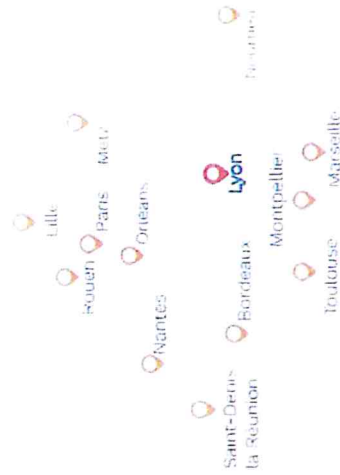 Lille
Rouen
Paris
Metz
Orléans
Nantes
Lyon
Bordeaux
Saint-Denis
la Réunion
Montpellier
Toulouse
Marseille